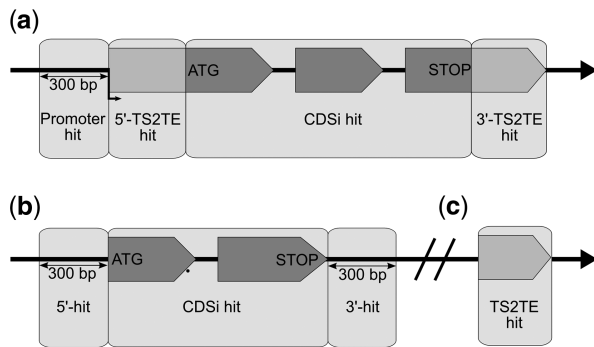 (a)
ATG
STOP
300 bp
Promoter hit
5'-TS2TE hit
CDSi hit
3'-TS2TE hit
(b)
(c)
ATG
STOP
300 bp
300 bp
5'-hit
CDSi hit
3'-hit
TS2TE hit